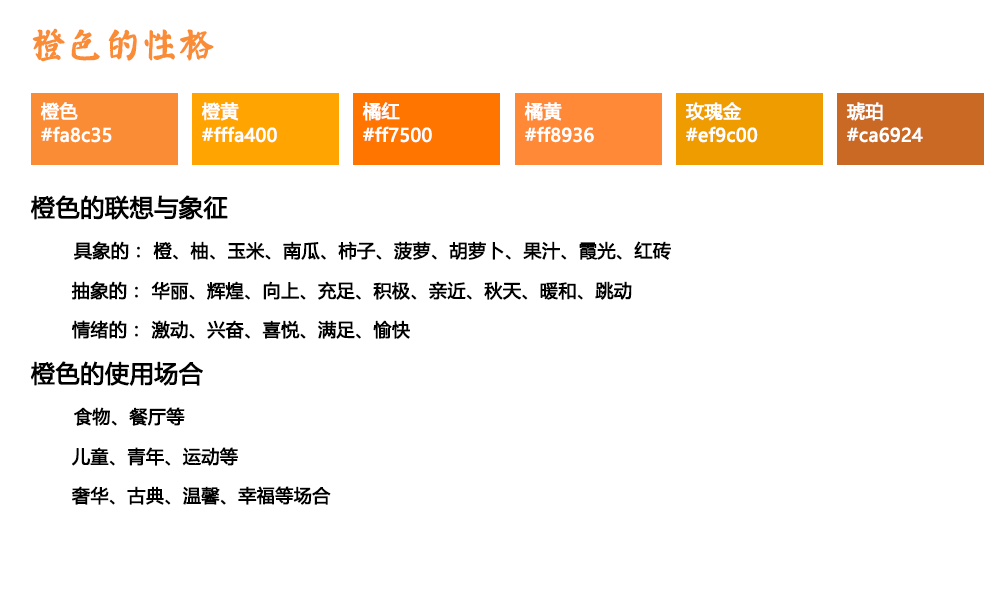 橙色的性格
橙色
#fa8c35
橙黄
#fffa400
橘红
#ff7500
橘黄
#ff8936
玫瑰金
#ef9c00
琥珀
#ca6924
橙色的联想与象征
具象的： 橙、柚、玉米、南瓜、柿子、菠萝、胡萝卜、果汁、霞光、红砖
抽象的： 华丽、辉煌、向上、充足、积极、亲近、秋天、暖和、跳动
情绪的： 激动、兴奋、喜悦、满足、愉快
橙色的使用场合
食物、餐厅等
儿童、青年、运动等
奢华、古典、温馨、幸福等场合